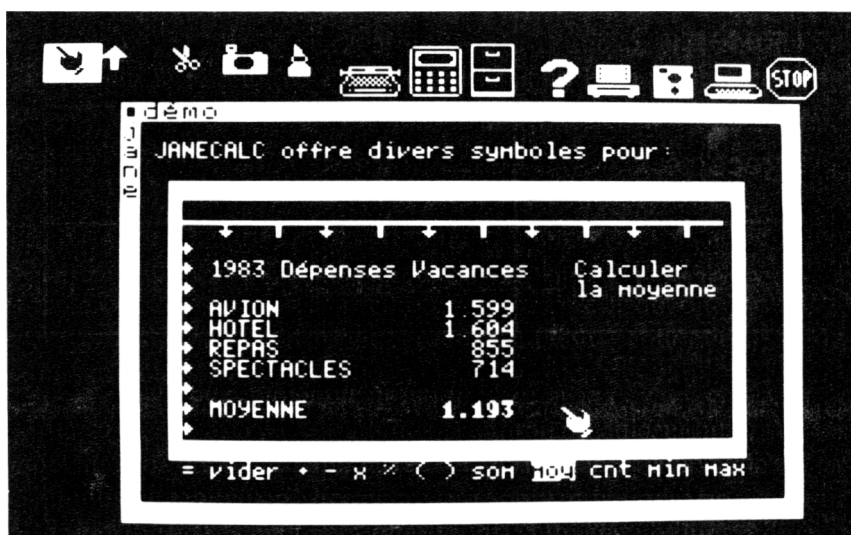 STOP
démo
jane
JANECALC offre divers symboles pour:
1983 Dépenses Vacances Calculer
la moyenne
AVION 1.599
HOTEL 1.604
REPAS 855
SPECTACLES 714
MOYENNE 1.193
= vider + - x % ( ) som moy cnt min max